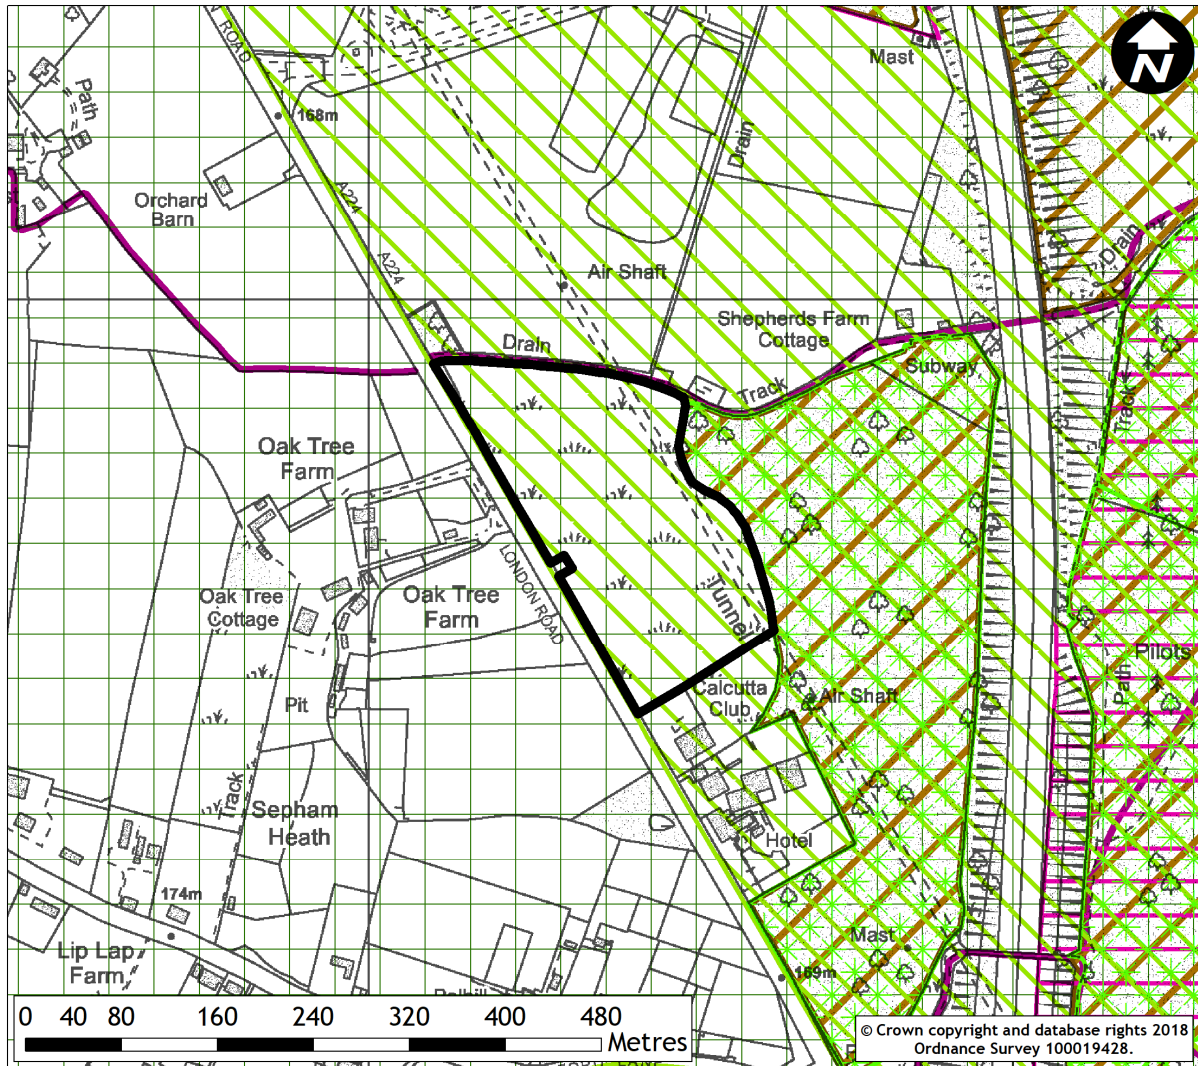 N ROAD
Mast
N
Path
168m
Drain
Orchard
Barn
A224
A224
Drain
Air Shaft
Shepherds Farm
Cottage
Drain
Subway
Track
Track
Oak Tree
Farm
LONDON ROAD
Oak Tree
Cottage
Oak Tree
Farm
Tunnel
Pilots
Path
Calcutta
Club
Air Shaft
Pit
Track
Sepham
Heath
Hotel
174m
Mast
Lip Lap
Farm
169m
0 40 80 160 240 320 400 480
Metres
© Crown copyright and database rights 2018
Ordnance Survey 100019428.